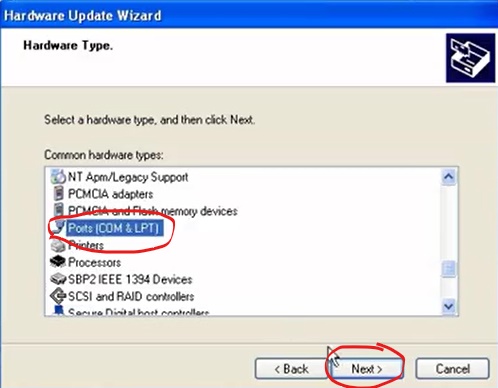 Hardware Update Wizard
Hardware Type.
Select a hardware type, and then click Next.
Common hardware types:
NT Apm/Legacy Support
PCMCIA adapters
PCMCIA and Flash memory devices
Ports (COM & LPT)
Printers
Processors
SBP2 IEEE 1394 Devices
SCSI and RAID controllers
Secure Digital host controllers
< Back Next > Cancel